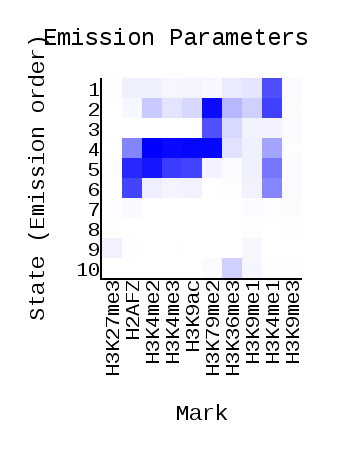 Emission Parameters
State (Emission order)
1
2
3
4
5
6
7
8
9
10
H3K27me3
H2AFZ
H3K4me2
H3K4me3
H3K9ac
H3K79me2
H3K36me3
H3K9me1
H3K4me1
H3K9me3
Mark